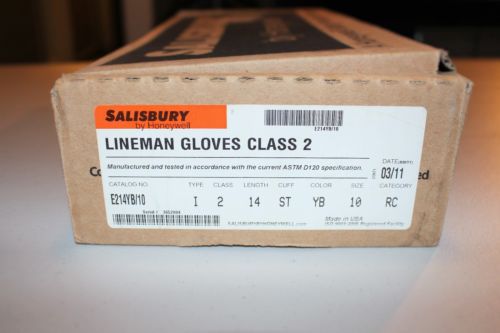 SALISBURY
SALISBURY
by Honeywell
E214YB/10
LINEMAN GLOVES CLASS 2
Manufactured and tested in accordance with the current ASTM D120 specification.
DATE
03/11
CATALOG NO. TYPE CLASS LENGTH CUFF COLOR SIZE CATEGORY
E214YB/10 I 2 14 ST YB 10 RC
Made in USA